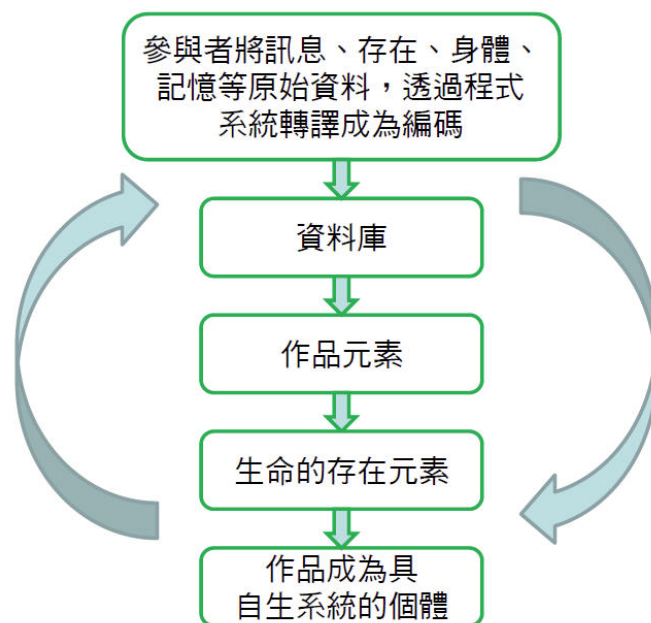 參與者將訊息、存在、身體、
記憶等原始資料，透過程式
系統轉譯成為編碼
資料庫
作品元素
生命的存在元素
作品成為具
自生系統的個體